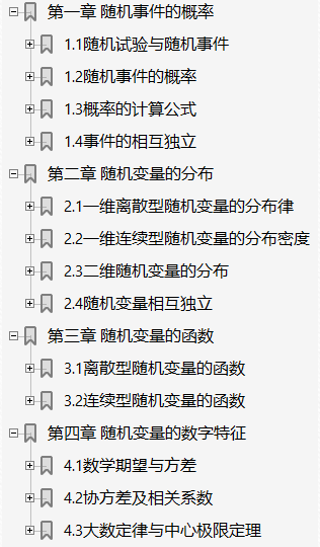 第一章 随机事件的概率
1.1随机试验与随机事件
1.2随机事件的概率
1.3概率的计算公式
1.4事件的相互独立
第二章 随机变量的分布
2.1一维离散型随机变量的分布律
2.2一维连续型随机变量的分布密度
2.3二维随机变量的分布
2.4随机变量相互独立
第三章 随机变量的函数
3.1离散型随机变量的函数
3.2连续型随机变量的函数
第四章 随机变量的数字特征
4.1数学期望与方差
4.2协方差及相关系数
4.3大数定律与中心极限定理